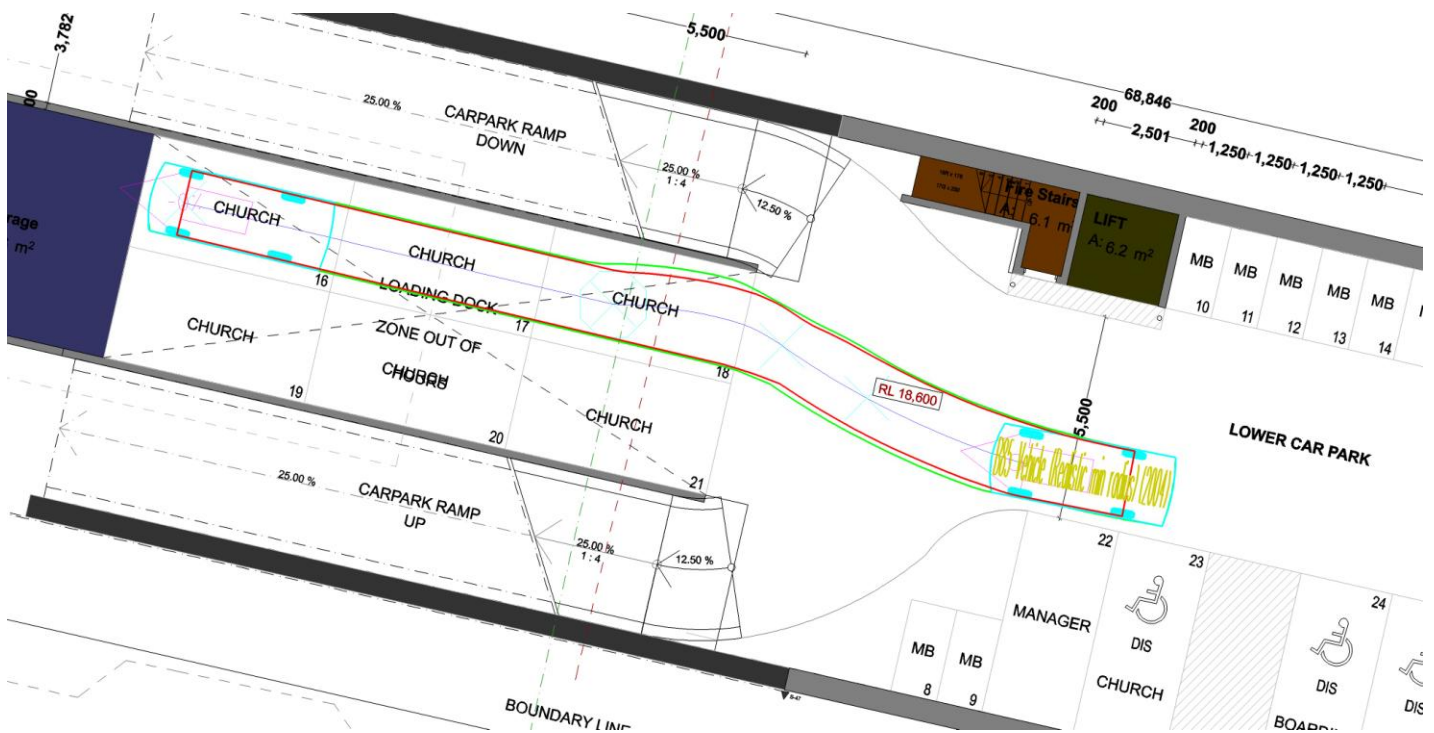 3,782
00
5,500
68,846
200
2,501
200
1,250
1,250
1,250
1,250
25.00 %
CARPARK RAMP
DOWN
25.00 %
1 : 4
12.50 %
Fire Stairs
A:
6.1 m
LIFT
A: 6.2 m²
MB
MB
MB
MB
MB
10
11
12
13
14
rage
m²
CHURCH
CHURCH
CHURCH
16
LOADING DOCK
17
CHURCH
ZONE OUT OF
CHURCH
HOURS
18
19
CHURCH
20
21
RL 18,600
5,500
LOWER CAR PARK
B85 Vehicle (Realistic min radius) (2004)
25.00 %
CARPARK RAMP
UP
25.00 %
1 : 4
12.50 %
22
23
24
MANAGER
DIS
CHURCH
DIS
DIS
MB
MB
8
9
BOARDI
BOUNDARY LINE